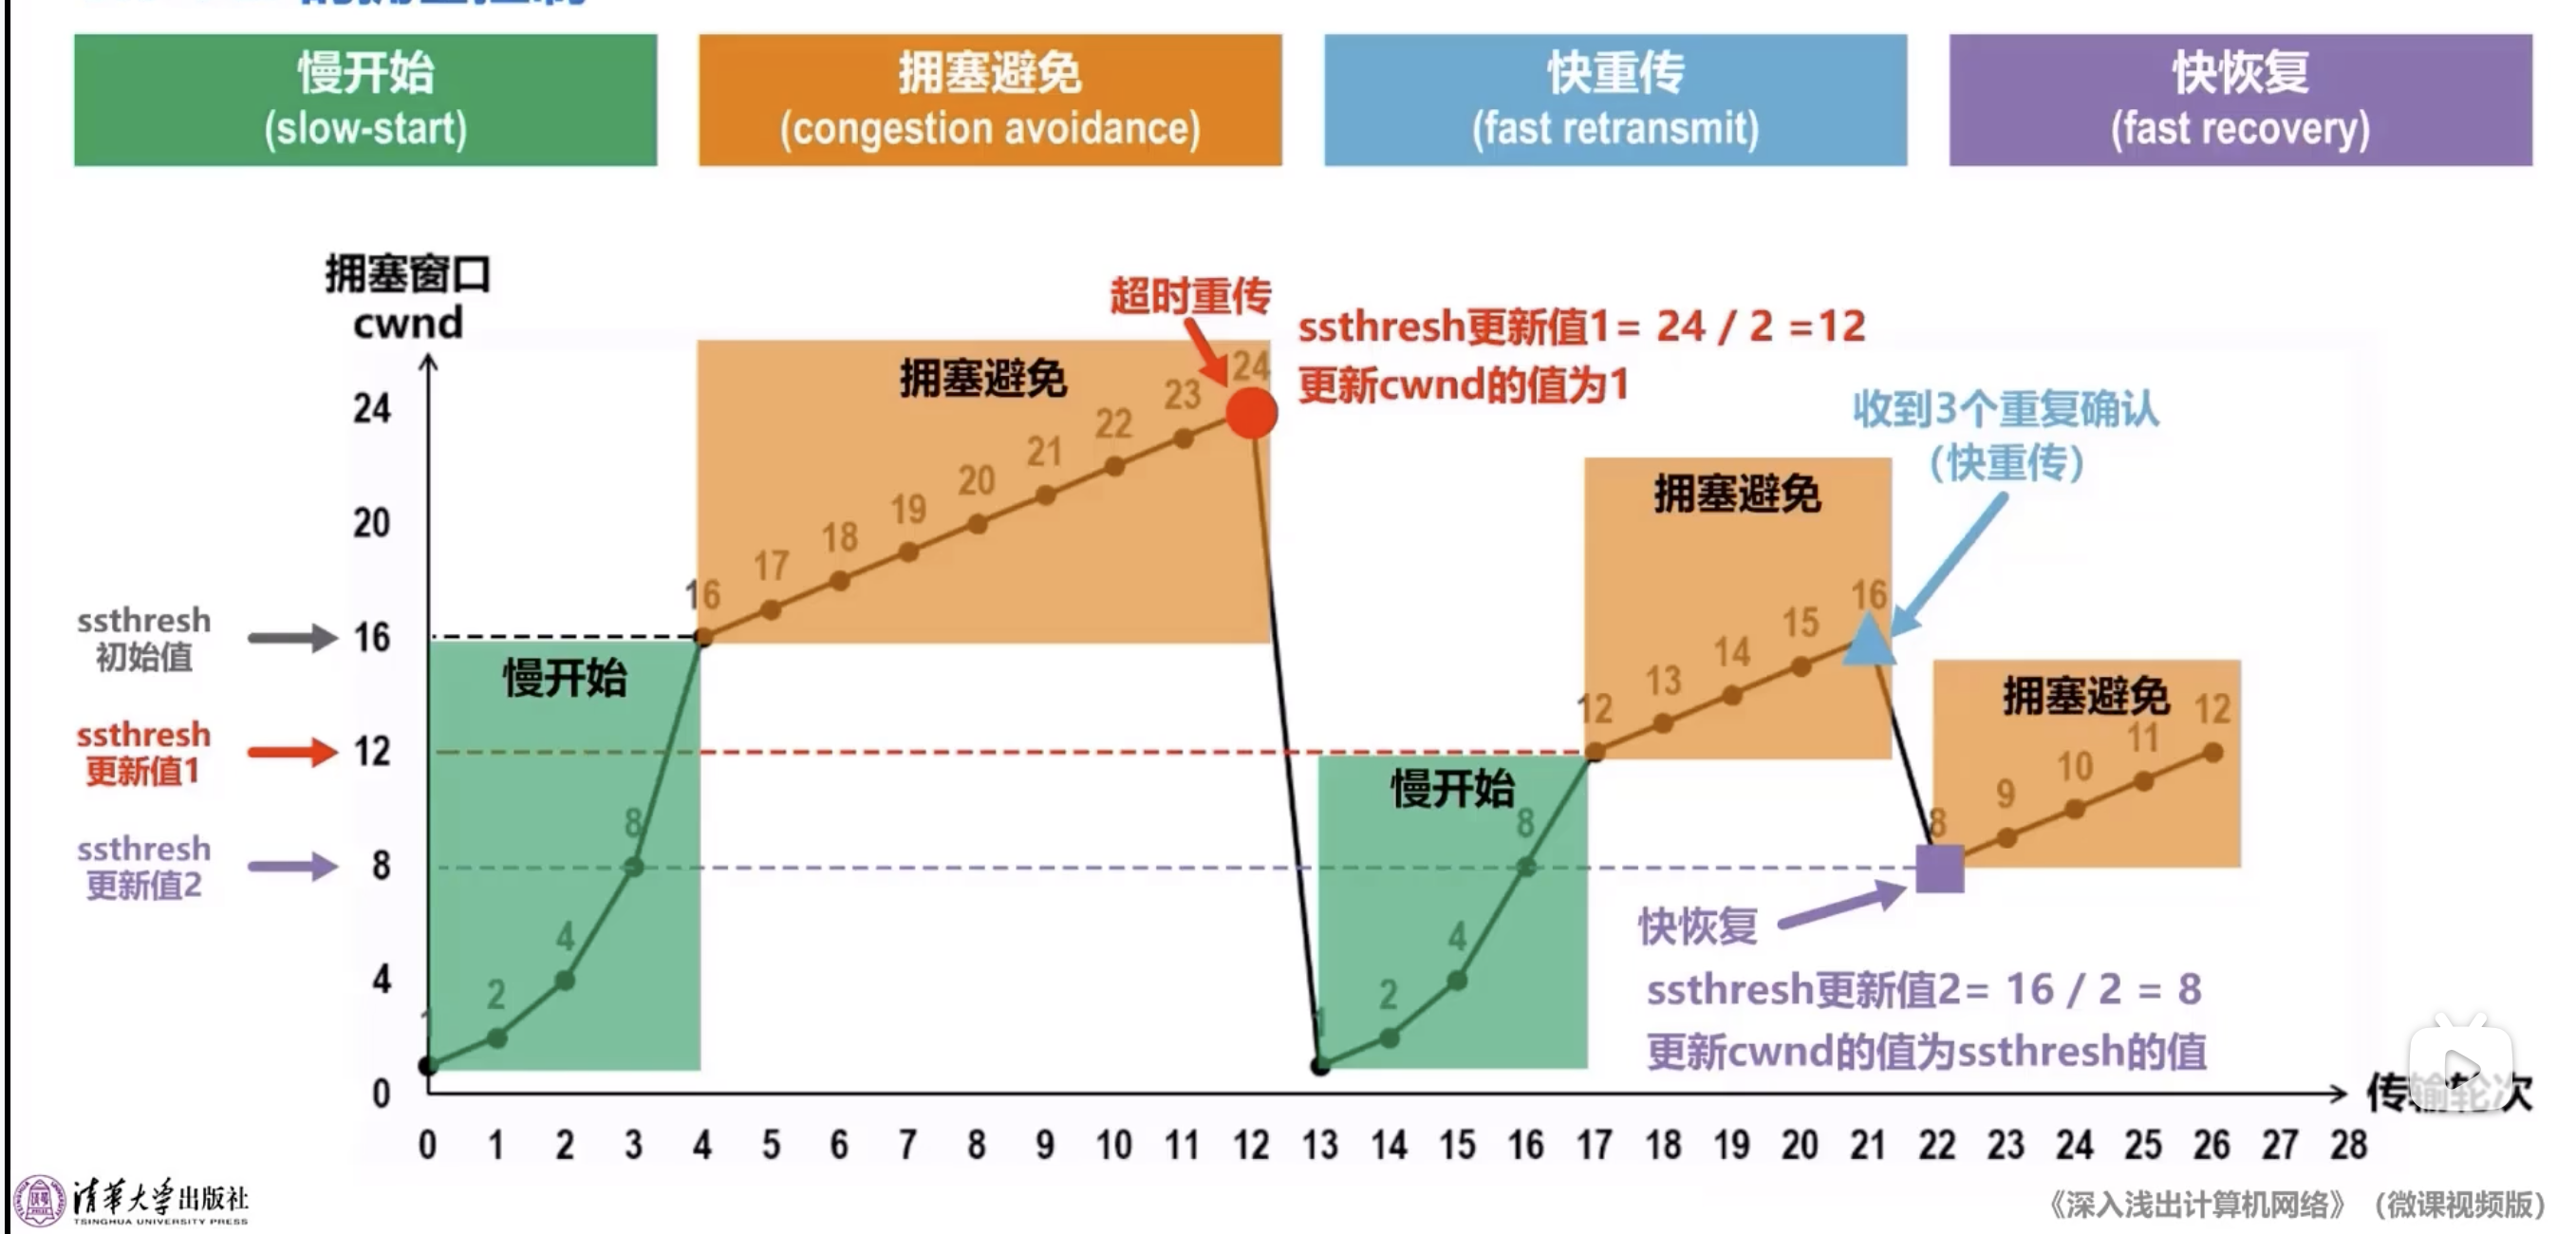 慢开始
(slow-start)
拥塞避免
(congestion avoidance)
快重传
(fast retransmit)
快恢复
(fast recovery)
拥塞窗口
cwnd
24
20
16
12
8
4
0
ssthresh
初始值
ssthresh
更新值1
ssthresh
更新值2
慢开始
1
2
4
8
16
拥塞避免
17
18
19
20
21
22
23
24
超时重传
ssthresh更新值1= 24 / 2 =12
更新cwnd的值为1
慢开始
1
2
4
8
12
拥塞避免
13
14
15
16
收到3个重复确认
(快重传)
拥塞避免
8
9
10
11
12
快恢复
ssthresh更新值2= 16 / 2 = 8
更新cwnd的值为ssthresh的值
传输轮次
0 1 2 3 4 5 6 7 8 9 10 11 12 13 14 15 16 17 18 19 20 21 22 23 24 25 26 27 28
清华大学出版社
TSINGHUA UNIVERSITY PRESS
《深入浅出计算机网络》（微课视频版）